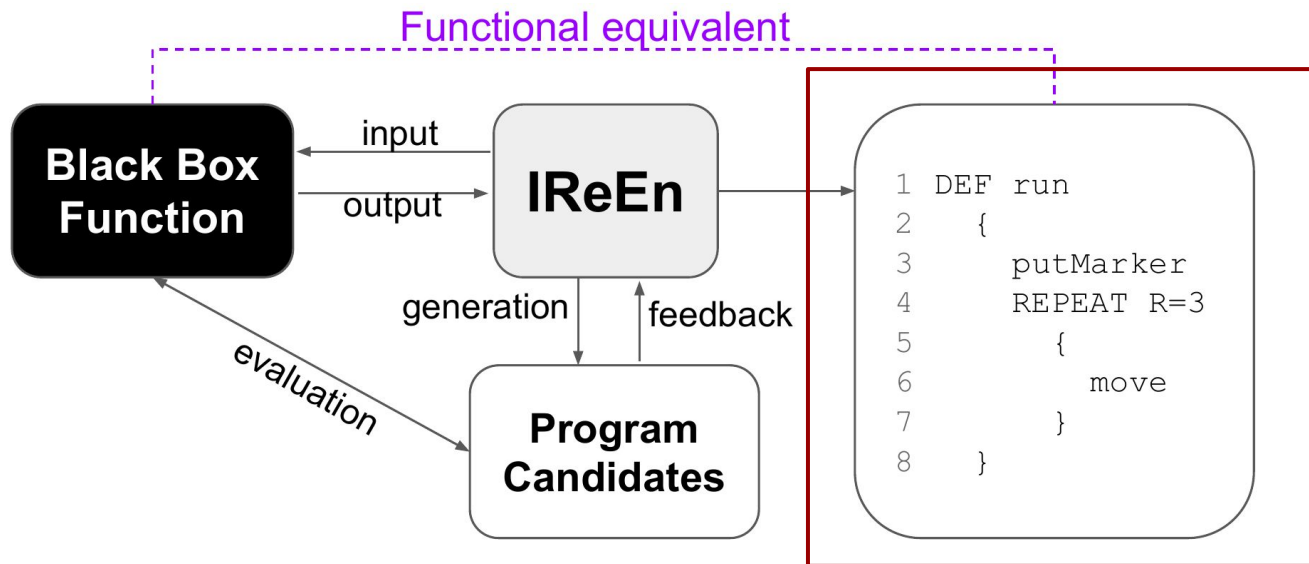 Functional equivalent
Black Box
Function
input
output
IReEn
generation
feedback
evaluation
Program
Candidates
1 DEF run
2   {
3     putMarker
4     REPEAT R=3
5       {
6         move
7       }
8   }